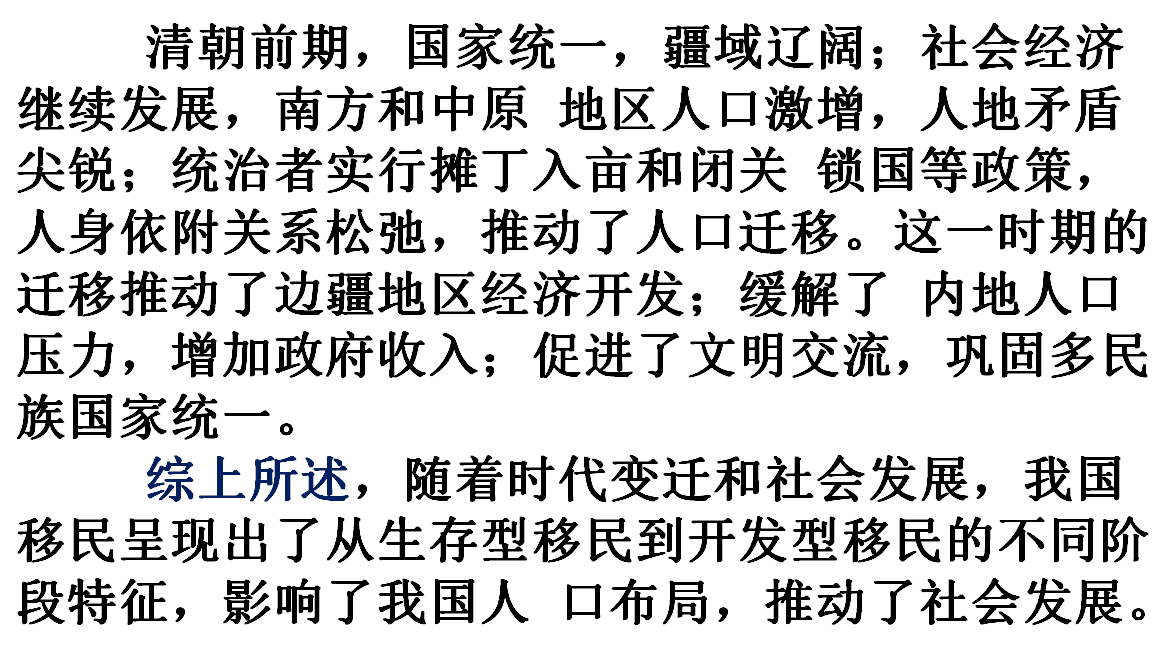 清朝前期，国家统一，疆域辽阔；社会经济
继续发展，南方和中原 地区人口激增，人地矛盾
尖锐；统治者实行摊丁入亩和闭关 锁国等政策，
人身依附关系松弛，推动了人口迁移。这一时期的
迁移推动了边疆地区经济开发；缓解了 内地人口
压力，增加政府收入；促进了文明交流，巩固多民
族国家统一。
综上所述，随着时代变迁和社会发展，我国
移民呈现出了从生存型移民到开发型移民的不同阶
段特征，影响了我国人 口布局，推动了社会发展。